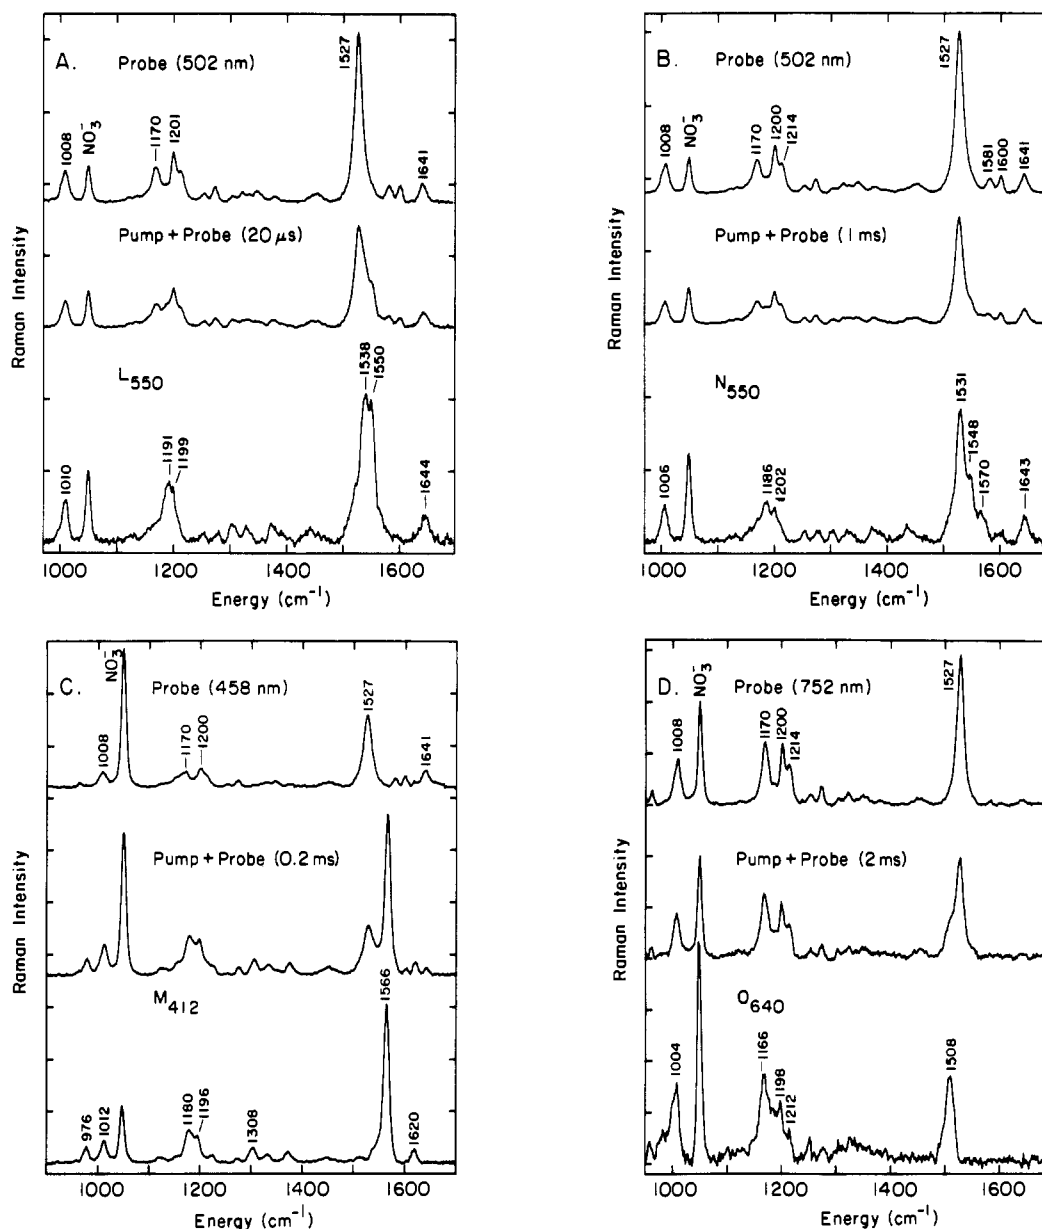 A.
Probe (502 nm)
1008
NO3-
1170
1201
1527
1641
Pump + Probe (20 μs)
L550
1010
1191
1199
1538
1550
1644
Raman Intensity
1000 1200 1400 1600
Energy (cm-1)
B.
Probe (502 nm)
1008
NO3-
1170
1200
1214
1527
1581
1600
1641
Pump + Probe (1 ms)
N550
1006
1186
1202
1531
1548
1570
1643
Raman Intensity
1000 1200 1400 1600
Energy (cm-1)
C.
Probe (458 nm)
1008
NO3-
1170
1200
1527
1641
Pump + Probe (0.2 ms)
M412
976
1012
1180
1196
1308
1566
1620
Raman Intensity
1000 1200 1400 1600
Energy (cm-1)
D.
Probe (752 nm)
1008
NO3-
1170
1200
1214
1527
Pump + Probe (2 ms)
O640
1004
1166
1198
1212
1508
Raman Intensity
1000 1200 1400 1600
Energy (cm-1)